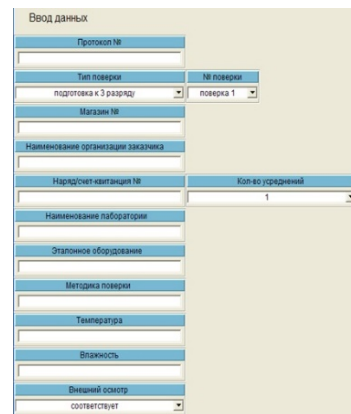 Ввод данных
Протокол №
Тип поверки № поверки
подготовка к 3 разряду поверка 1
Магазин №
Наименование организации заказчика
Наряд/счет-квитанция № Кол-во усреднений
1
Наименование лаборатории
Эталонное оборудование
Методика поверки
Температура
Влажность
Внешний осмотр
соответствует